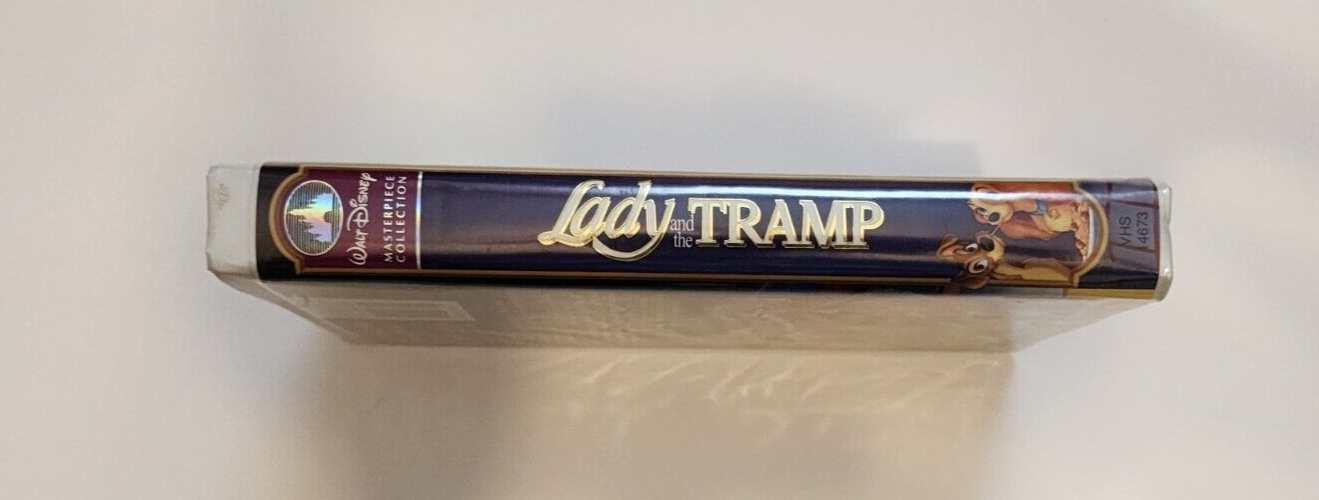 WALT DISNEY
MASTERPIECE
COLLECTION
Lady and the TRAMP
VHS
4673